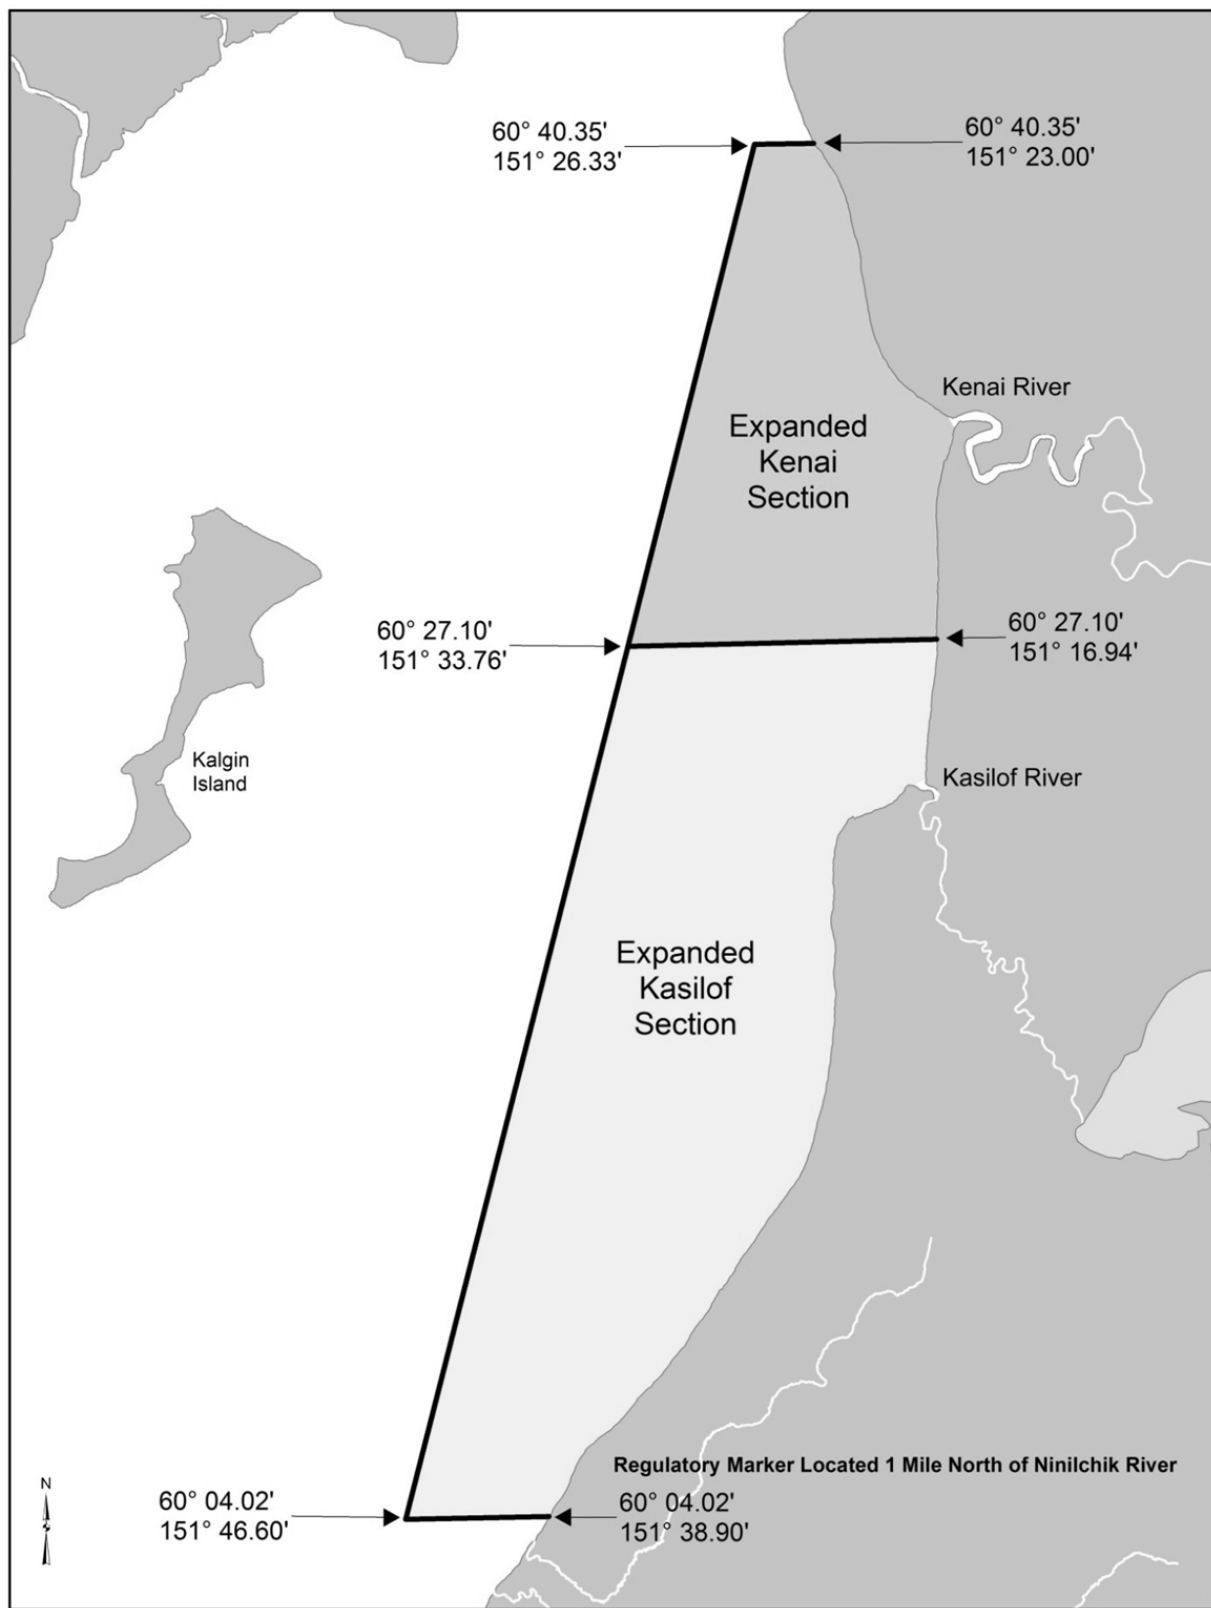 60° 40.35'
151° 26.33'
60° 40.35'
151° 23.00'
Kenai River
Expanded
Kenai
Section
60° 27.10'
151° 33.76'
60° 27.10'
151° 16.94'
Kalgin
Island
Kasilof River
Expanded
Kasilof
Section
Regulatory Marker Located 1 Mile North of Ninilchik River
N
60° 04.02'
151° 46.60'
60° 04.02'
151° 38.90'